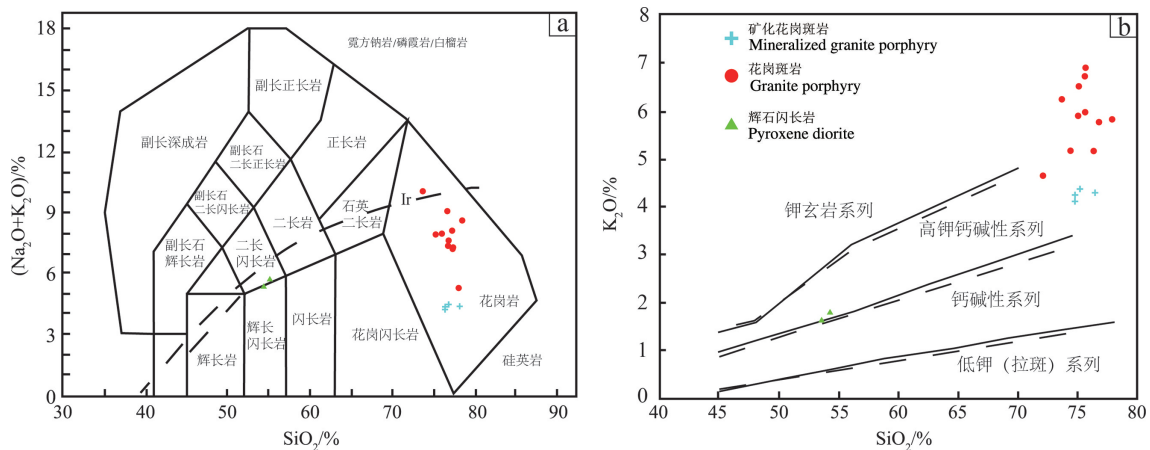 a
18
15
12
9
6
3
0
(Na₂O+K₂O)/%
30
40
50
60
70
80
90
SiO₂/%
霓方钠岩/磷霞岩/白榴岩
副长正长岩
副长深成岩
正长岩
副长石
二长正长岩
副长石
二长闪长岩
二长岩
石英
二长岩
Ir
副长石
辉长岩
二长
闪长岩
花岗岩
辉长
闪长岩
闪长岩
花岗闪长岩
辉长岩
硅英岩
b
8
7
6
5
4
3
2
1
0
K₂O/%
40
45
55
60
65
70
75
80
SiO₂/%
矿化花岗斑岩
Mineralized granite porphyry
花岗斑岩
Granite porphyry
辉石闪长岩
Pyroxene diorite
钾玄岩系列
高钾钙碱性系列
钙碱性系列
低钾（拉斑）系列